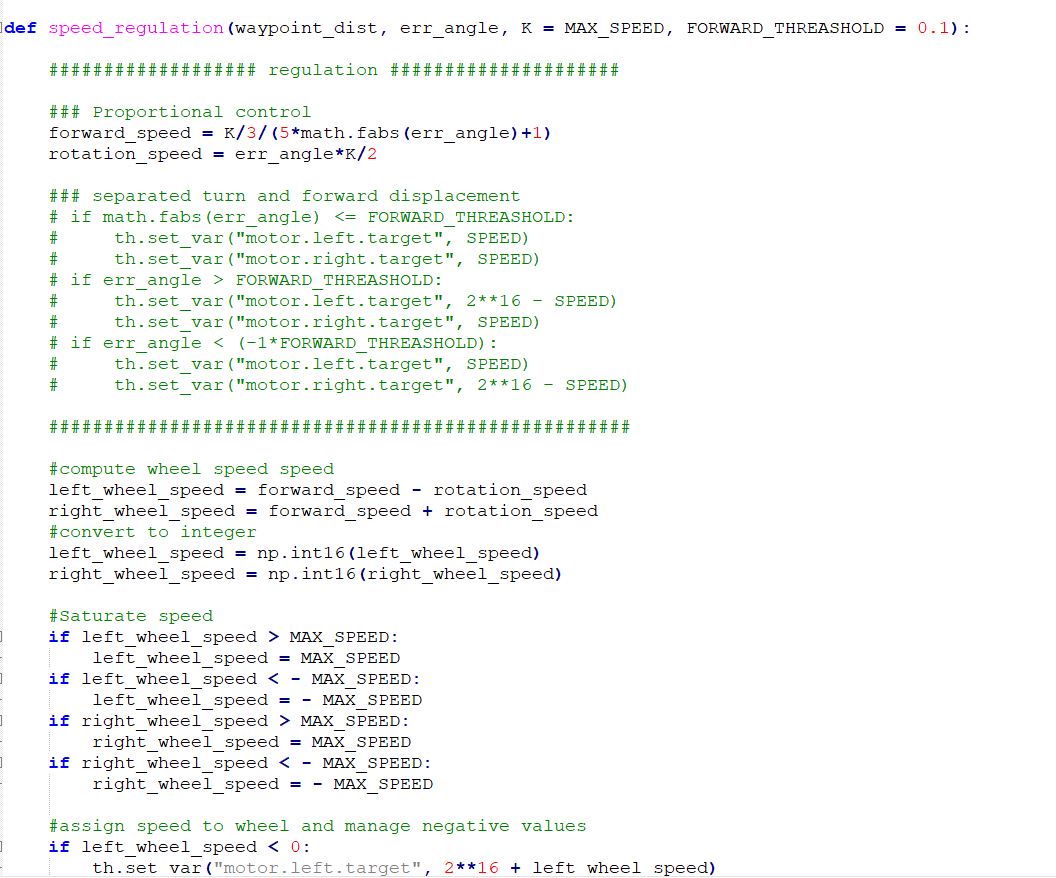 def speed_regulation(waypoint_dist, err_angle, K = MAX_SPEED, FORWARD_THREASHOLD = 0.1):
################### regulation #####################
### Proportional control
forward_speed = K/3/(5*math.fabs(err_angle)+1)
rotation_speed = err_angle*K/2
### separated turn and forward displacement
# if math.fabs(err_angle) <= FORWARD_THREASHOLD:
#     th.set_var("motor.left.target", SPEED)
#     th.set_var("motor.right.target", SPEED)
# if err_angle > FORWARD_THREASHOLD:
#     th.set_var("motor.left.target", 2**16 - SPEED)
#     th.set_var("motor.right.target", SPEED)
# if err_angle < (-1*FORWARD_THREASHOLD):
#     th.set_var("motor.left.target", SPEED)
#     th.set_var("motor.right.target", 2**16 - SPEED)
#####################################################
#compute wheel speed speed
left_wheel_speed = forward_speed - rotation_speed
right_wheel_speed = forward_speed + rotation_speed
#convert to integer
left_wheel_speed = np.int16(left_wheel_speed)
right_wheel_speed = np.int16(right_wheel_speed)
#Saturate speed
if left_wheel_speed > MAX_SPEED:
left_wheel_speed = MAX_SPEED
if left_wheel_speed < - MAX_SPEED:
left_wheel_speed = - MAX_SPEED
if right_wheel_speed > MAX_SPEED:
right_wheel_speed = MAX_SPEED
if right_wheel_speed < - MAX_SPEED:
right_wheel_speed = - MAX_SPEED
#assign speed to wheel and manage negative values
if left_wheel_speed < 0:
th.set_var("motor.left.target", 2**16 + left_wheel_speed)